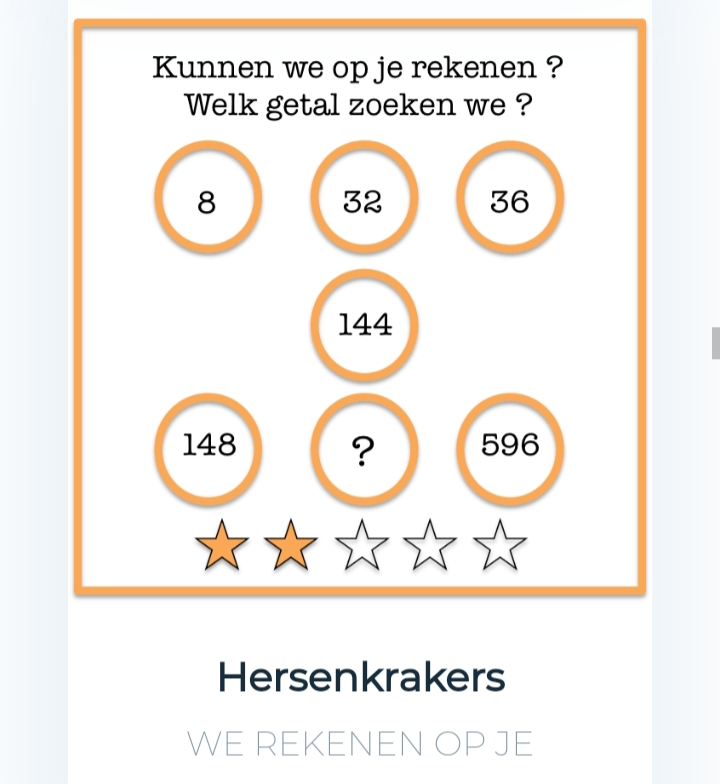 Kunnen we op je rekenen ?
Welk getal zoeken we ?
8 32 36
144
148 ? 596
Hersenkrakers
WE REKENEN OP JE